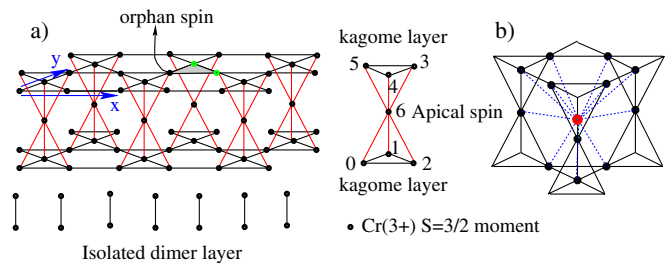 orphan spin
a)
y
x
Isolated dimer layer
kagome layer
5 3
4
6 Apical spin
1
0 2
kagome layer
Cr(3+) S=3/2 moment
b)